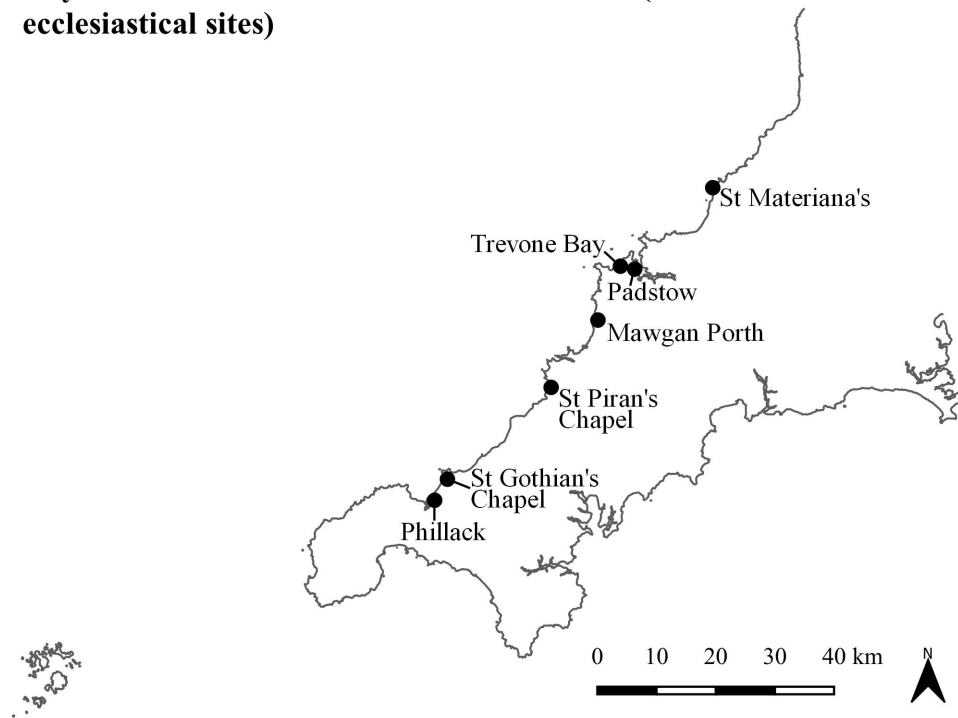 ecclesiastical sites)
St Materiana's
Trevone Bay
Padstow
Mawgan Porth
St Piran's
Chapel
St Gothian's
Chapel
Phillack
0 10 20 30 40 km
N